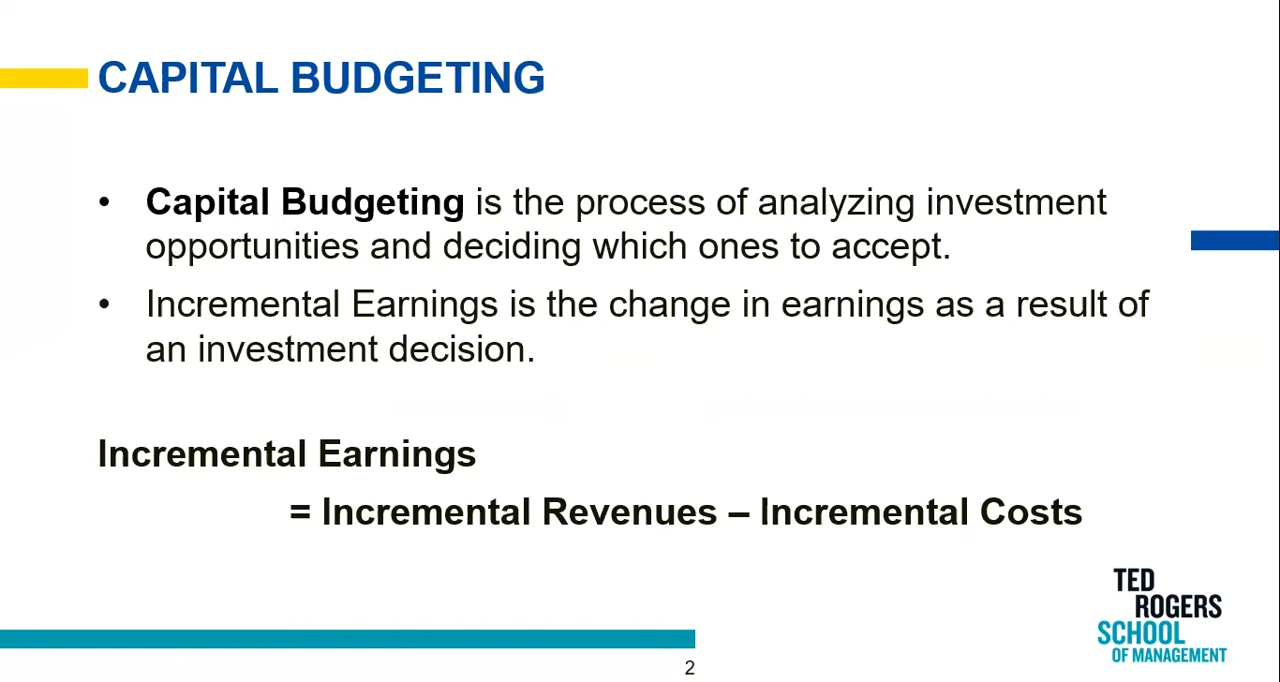 CAPITAL BUDGETING
• Capital Budgeting is the process of analyzing investment
opportunities and deciding which ones to accept.
• Incremental Earnings is the change in earnings as a result of
an investment decision.
Incremental Earnings
= Incremental Revenues – Incremental Costs
TED
ROGERS
SCHOOL
OF MANAGEMENT
2